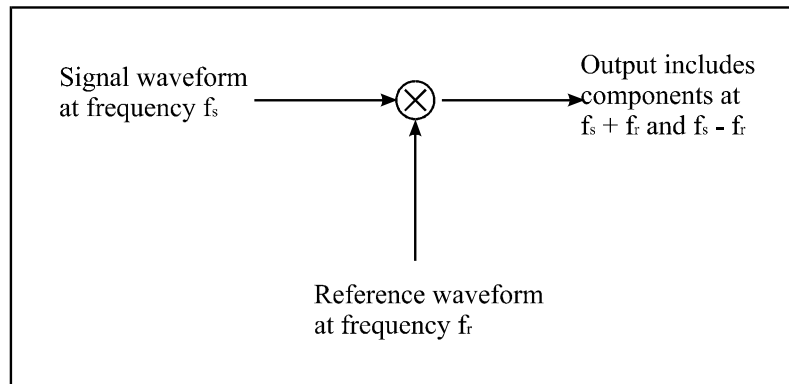 Signal waveform
at frequency fs
Output includes
components at
fs + fr and fs - fr
Reference waveform
at frequency fr